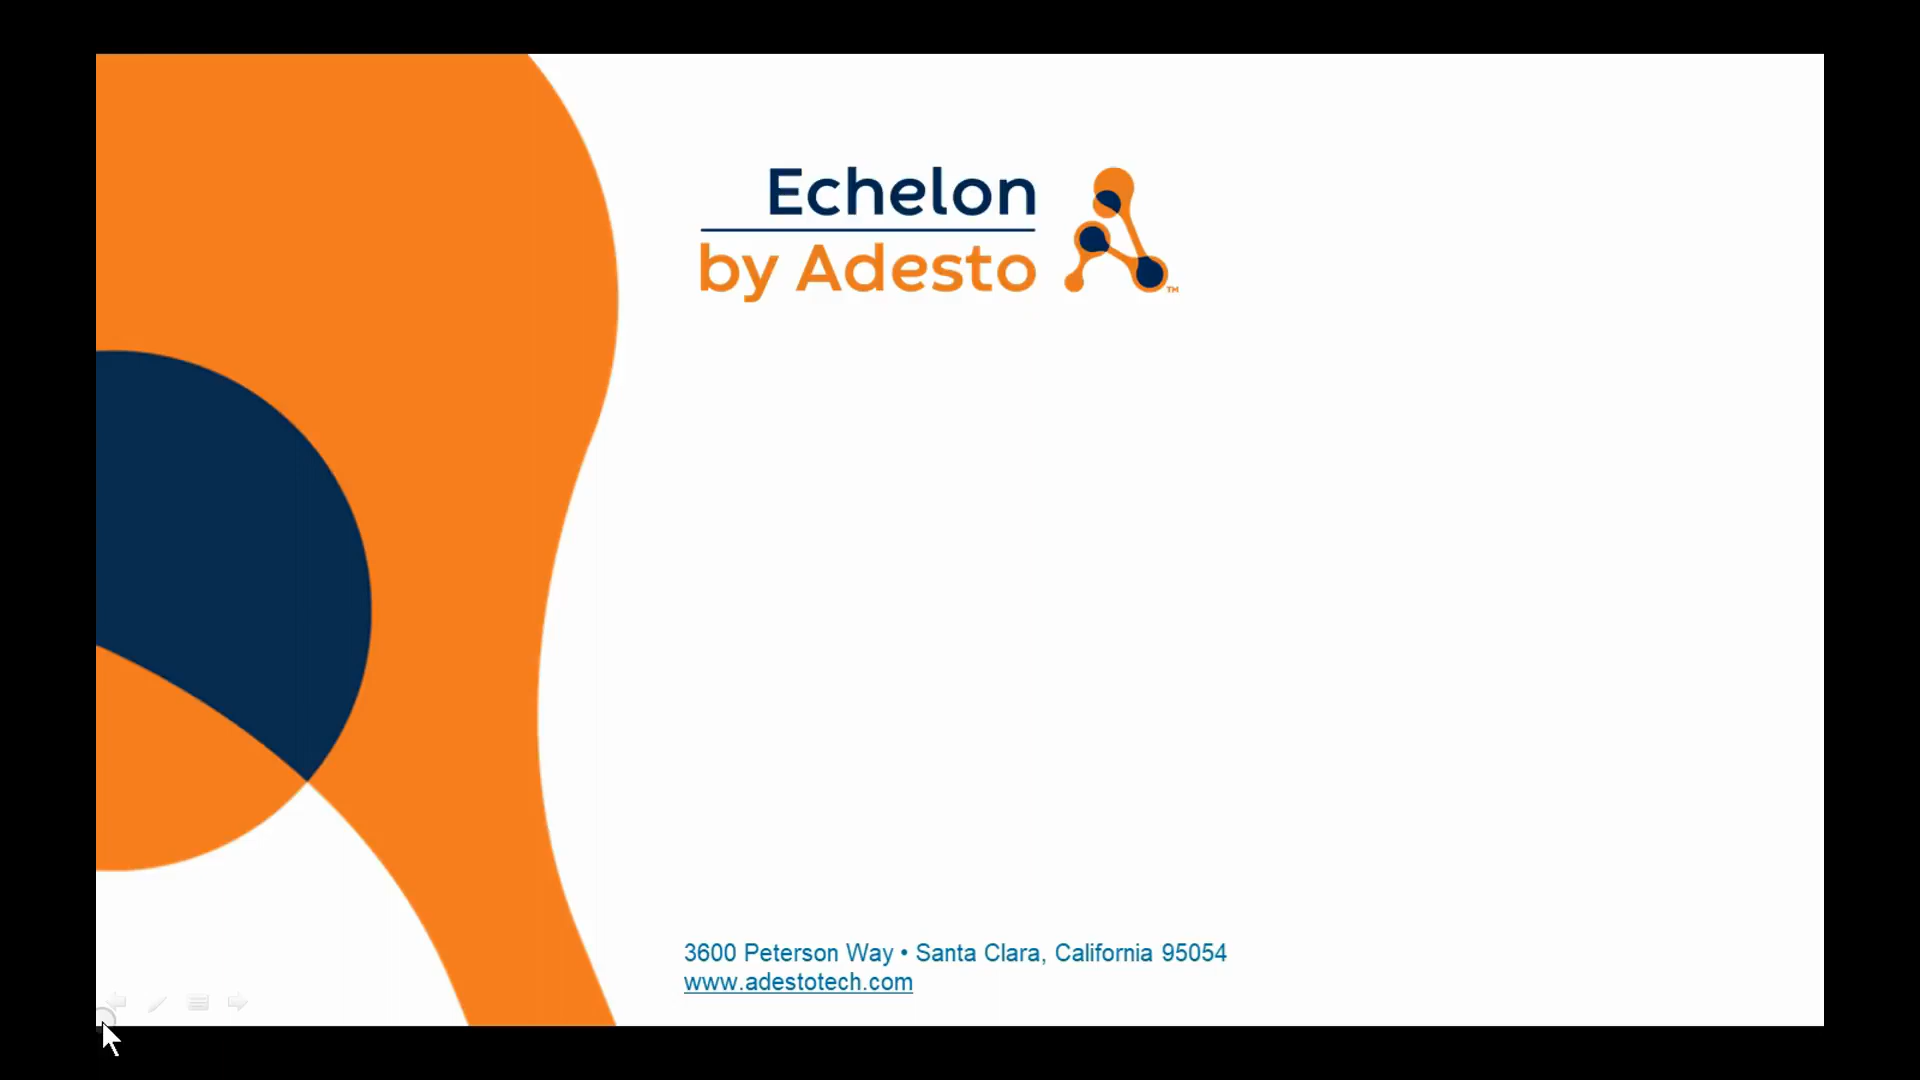 Echelon
by Adesto
TM
3600 Peterson Way • Santa Clara, California 95054
www.adestotech.com